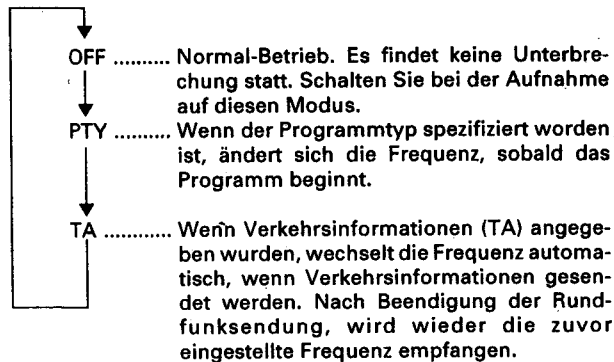 OFF .......... Normal-Betrieb. Es findet keine Unterbre-
chung statt. Schalten Sie bei der Aufnahme
auf diesen Modus.
PTY .......... Wenn der Programmtyp spezifiziert worden
ist, ändert sich die Frequenz, sobald das
Programm beginnt.
TA ............ Wenn Verkehrsinformationen (TA) angege-
ben wurden, wechselt die Frequenz automa-
tisch, wenn Verkehrsinformationen gesen-
det werden. Nach Beendigung der Rund-
funksendung, wird wieder die zuvor
eingestellte Frequenz empfangen.